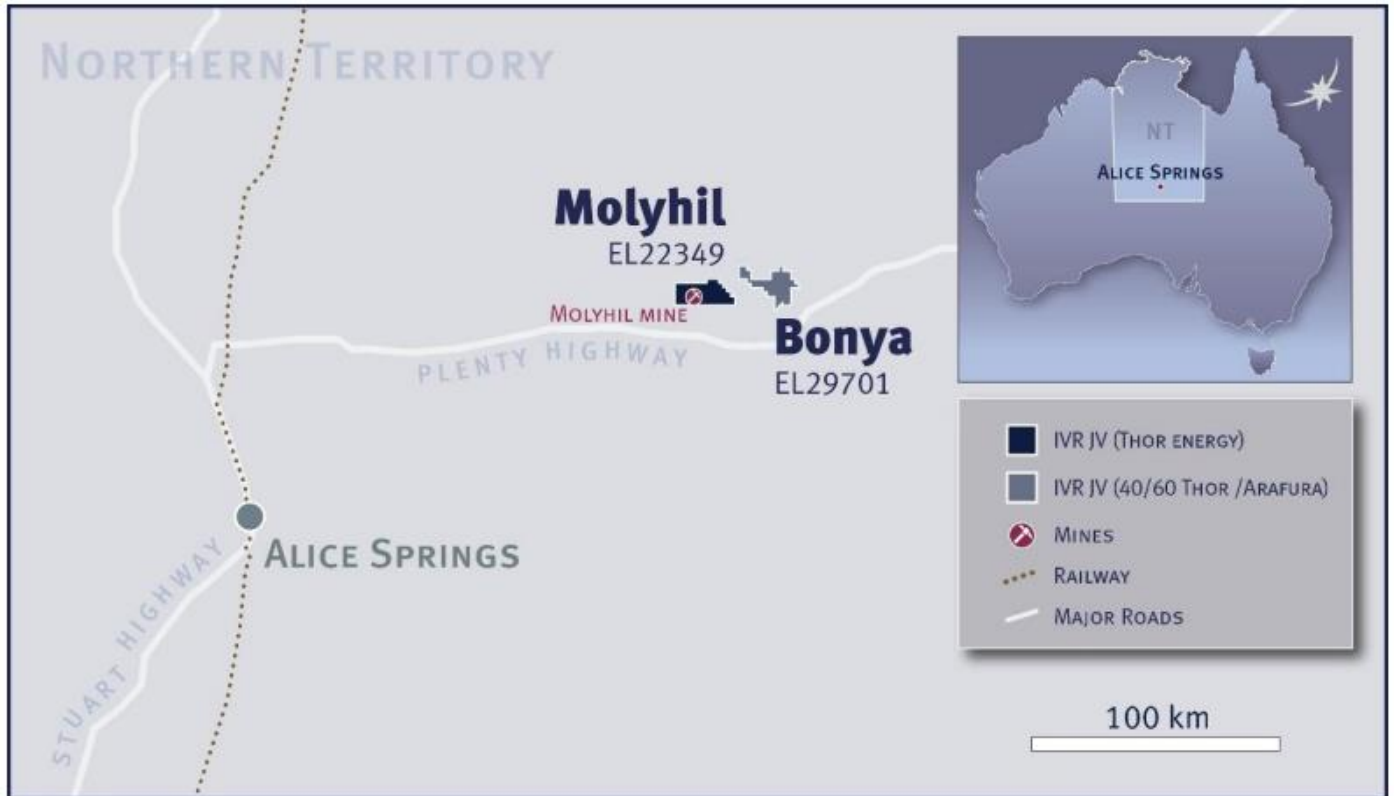 NORTHERN TERRITORY
NT
ALICE SPRINGS
Molyhil
EL22349
MOLYHIL MINE
Bonya
EL29701
PLENTY HIGHWAY
ALICE SPRINGS
STUART HIGHWAY
IVR JV (THOR ENERGY)
IVR JV (40/60 THOR /ARAFURA)
MINES
RAILWAY
MAJOR ROADS
100 km